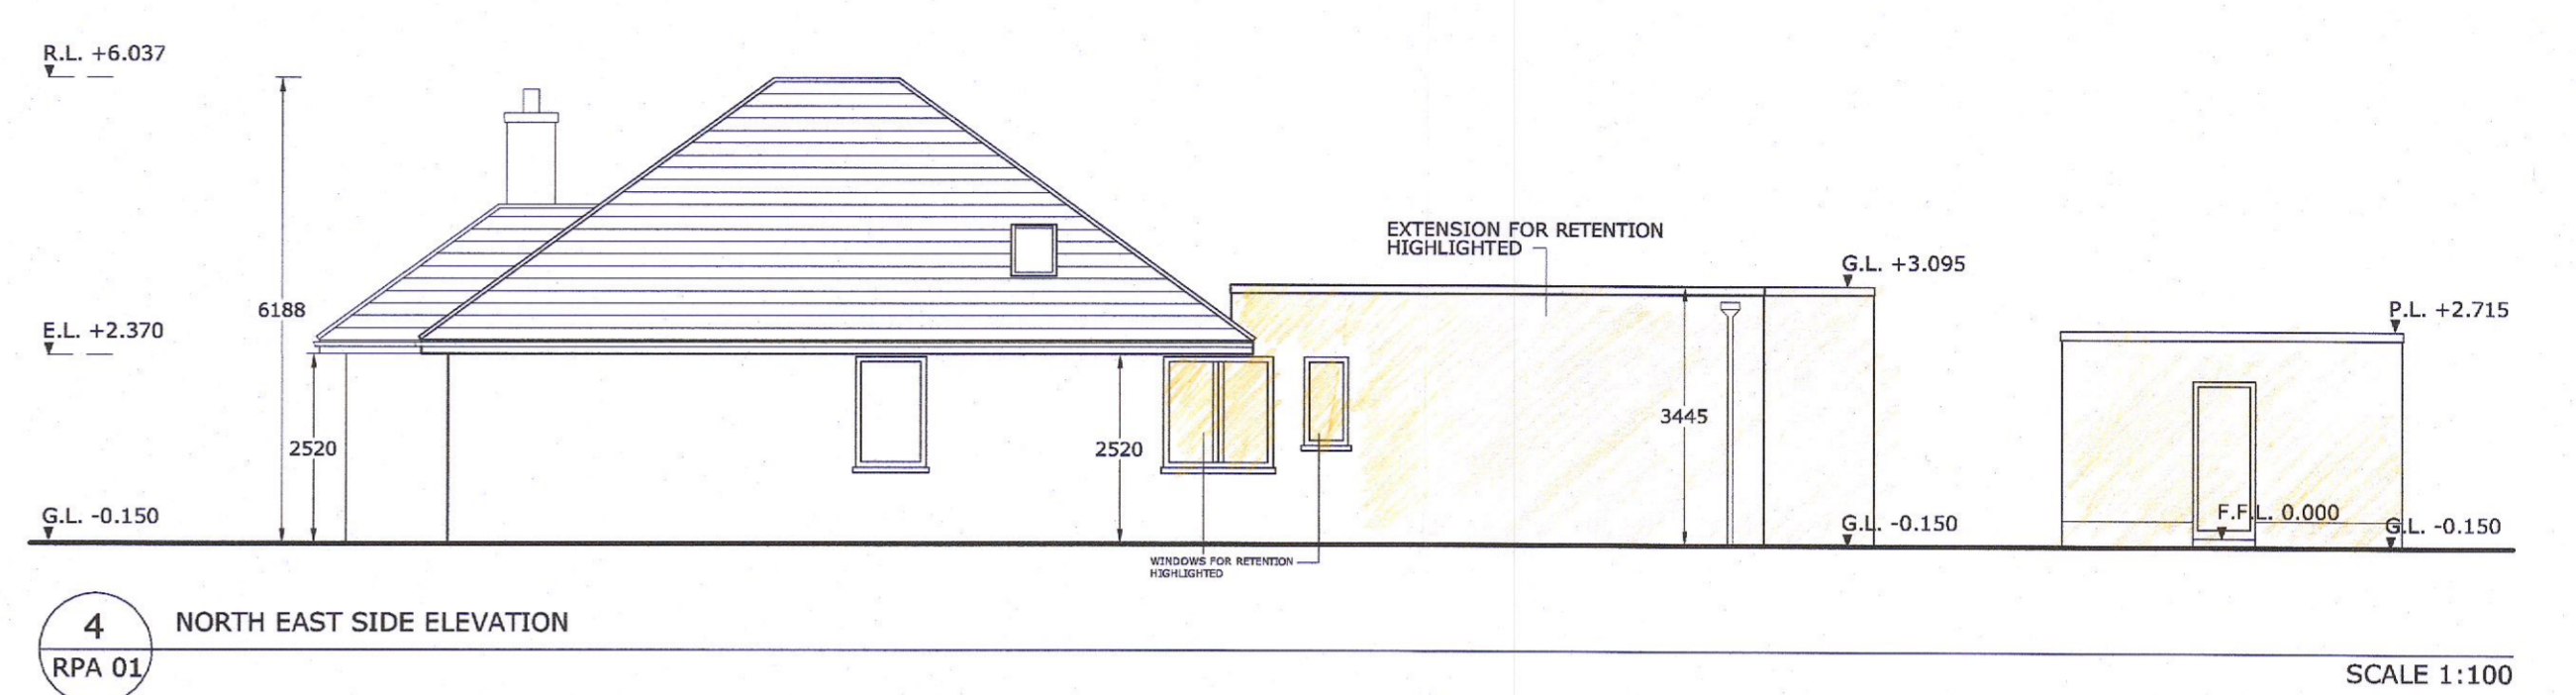 R.L. +6.037
EXTENSION FOR RETENTION
HIGHLIGHTED
G.L. +3.095
6188
P.L. +2.715
E.L. +2.370
3445
2520
2520
G.L. -0.150
F.F.L. 0.000
G.L. -0.150
G.L. -0.150
WINDOWS FOR RETENTION
HIGHLIGHTED
4
NORTH EAST SIDE ELEVATION
RPA 01
SCALE 1:100